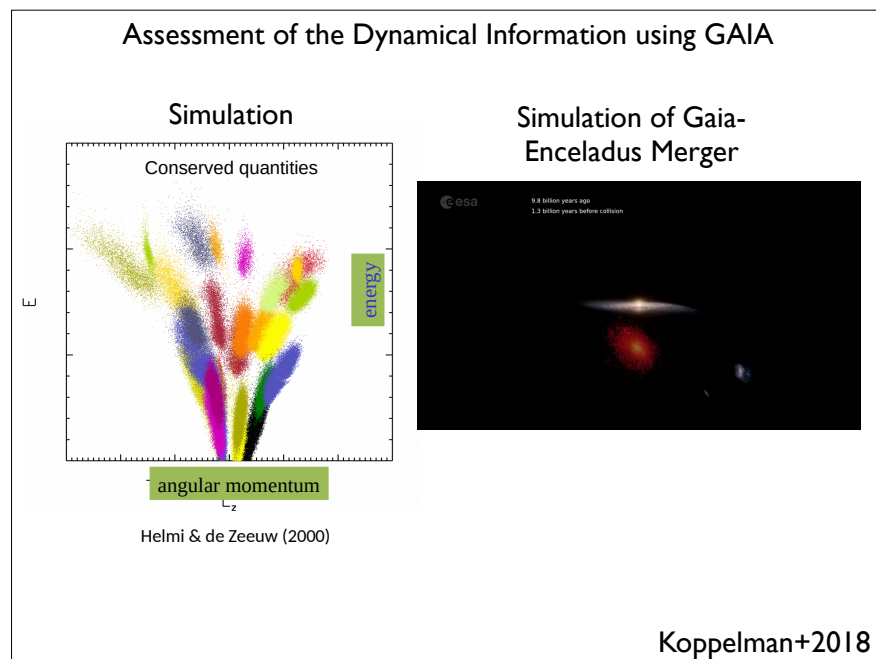 Assessment of the Dynamical Information using GAIA
Simulation
Conserved quantities
E
energy
angular momentum
Lz
Helmi & de Zeeuw (2000)
Simulation of Gaia-
Enceladus Merger
esa
9.8 billion years ago
1.3 billion years before collision
Koppelman+2018